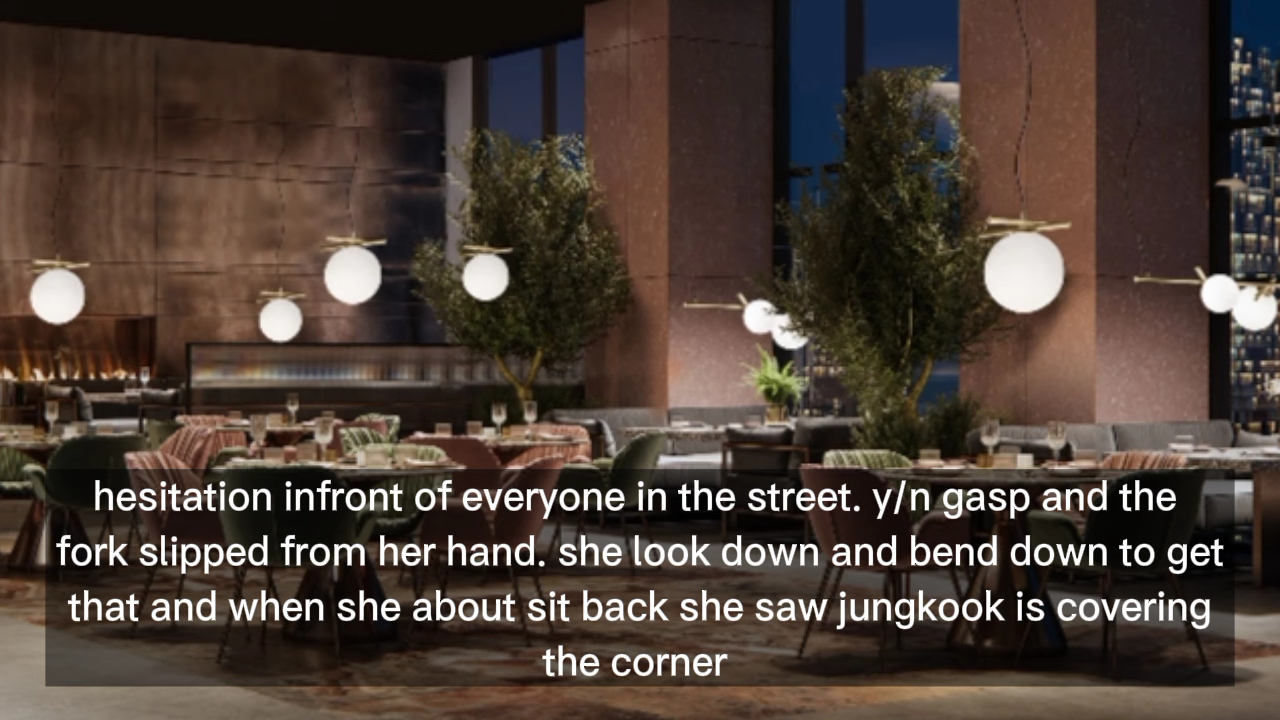 hesitation infront of everyone in the street. y/n gasp and the
fork slipped from her hand. she look down and bend down to get
that and when she about sit back she saw jungkook is covering
the corner